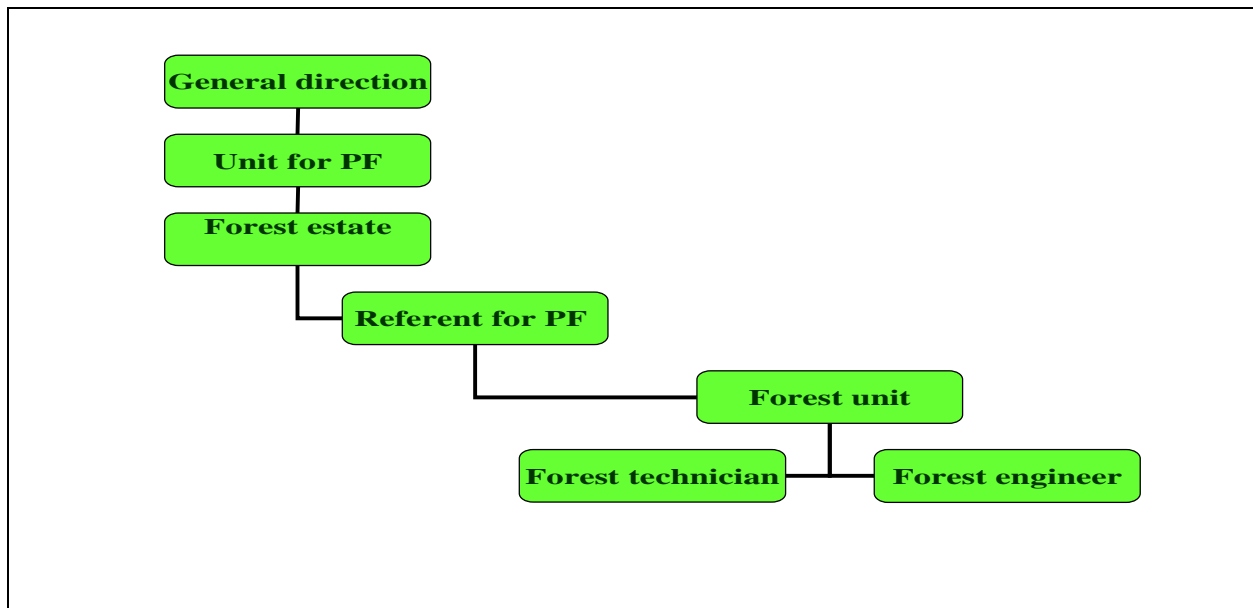 General direction
Unit for PF
Forest estate
Referent for PF
Forest unit
Forest technician
Forest engineer